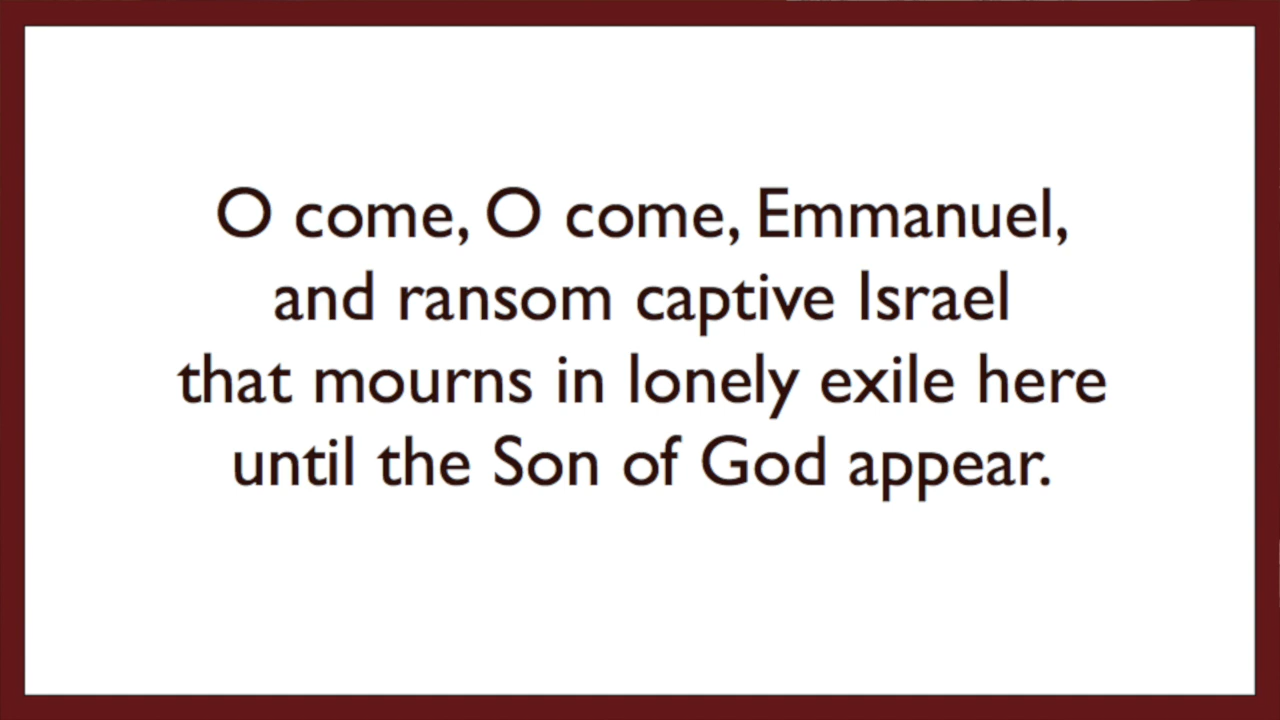 O come, O come, Emmanuel,
and ransom captive Israel
that mourns in lonely exile here
until the Son of God appear.